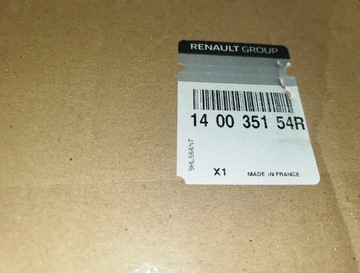 RENAULT GROUP
14 00 351 54R
X1
MADE IN FRANCE